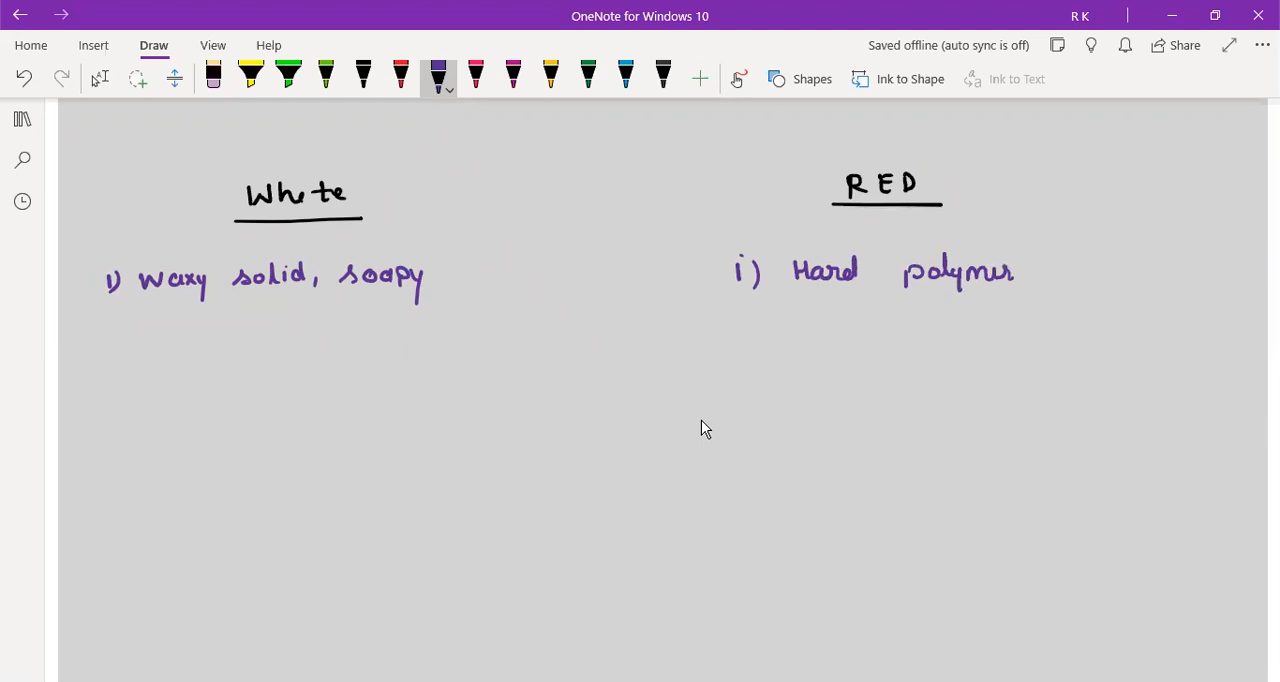 OneNote for Windows 10
R K
Home Insert Draw View Help
Saved offline (auto sync is off) Share
Shapes Ink to Shape Ink to Text
White RED
1) Waxy solid, soapy i) Hard polymer